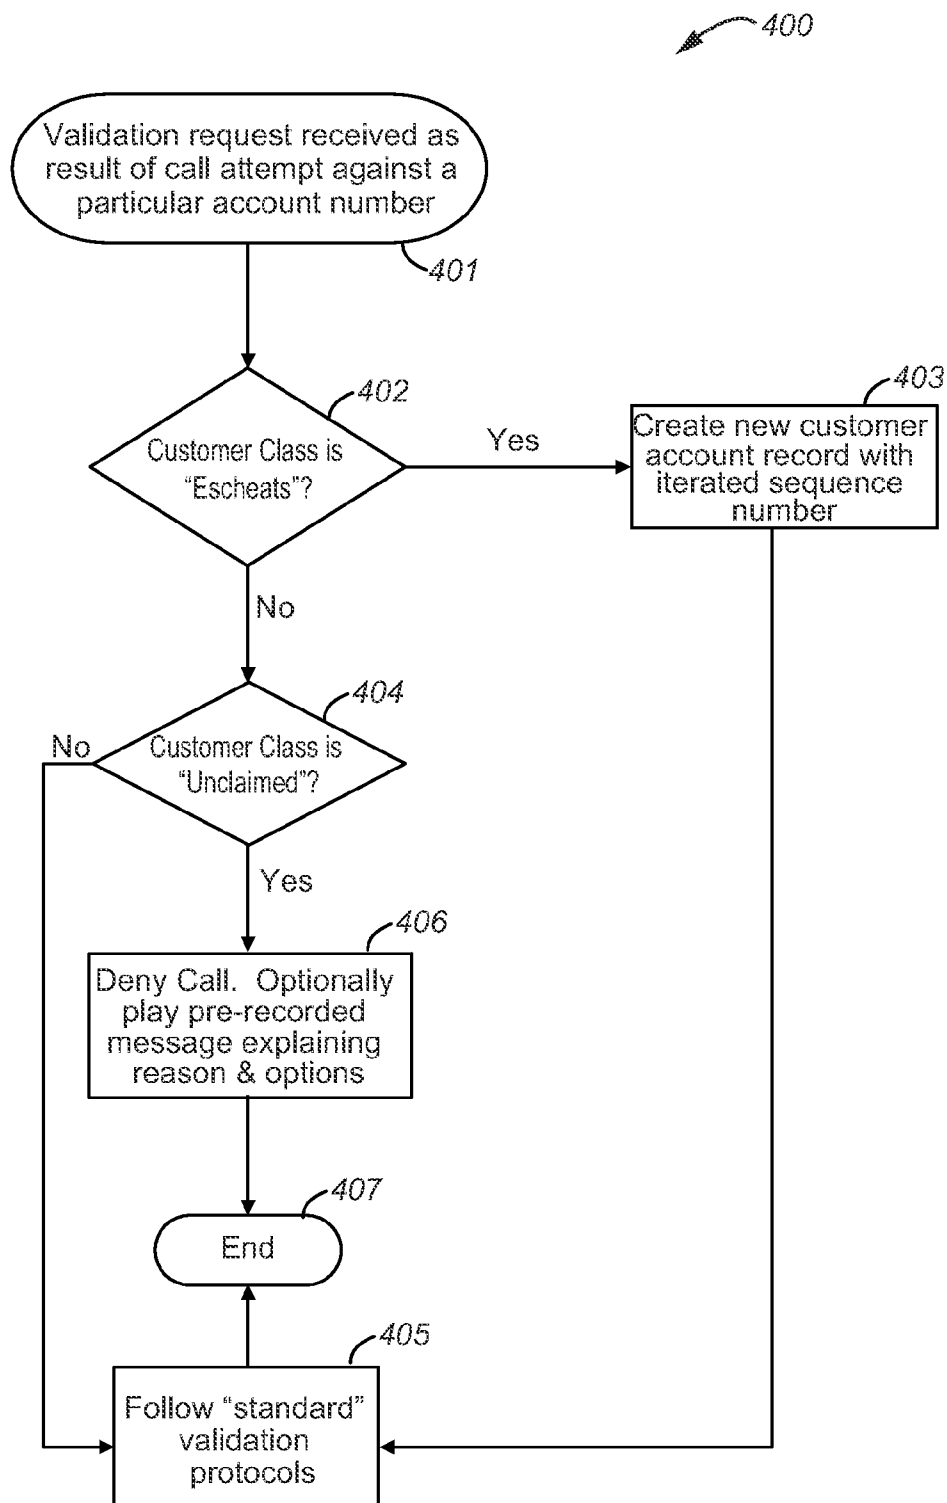 400
Validation request received as
result of call attempt against a
particular account number
401
402
Customer Class is
“Escheats”?
Yes
403
Create new customer
account record with
iterated sequence
number
No
404
Customer Class is
“Unclaimed”?
No
Yes
406
Deny Call. Optionally
play pre-recorded
message explaining
reason & options
407
End
405
Follow “standard”
validation
protocols